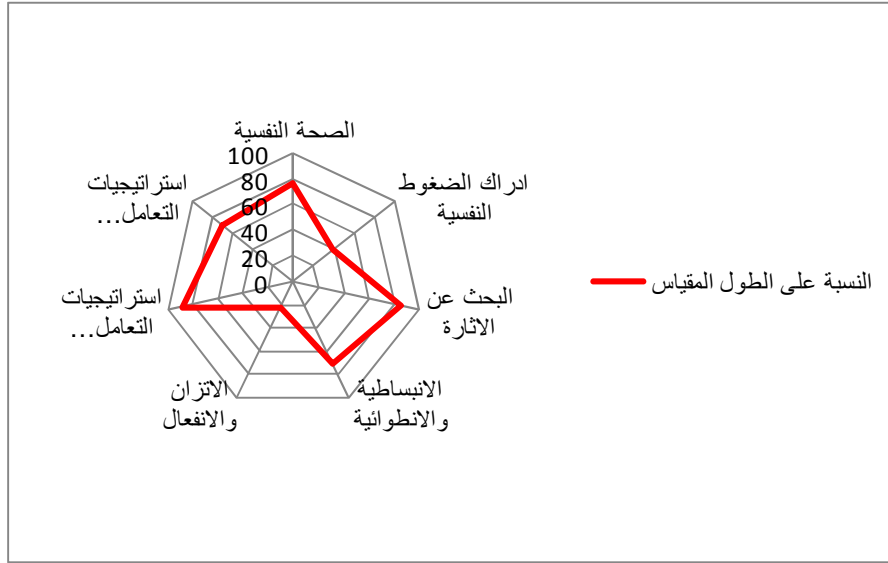 الصحة النفسية
ادراك الضغوط
النفسية
البحث عن
الاثارة
الانبساطية
والانطوائية
الاتزان
والانفعال
استراتيجيات
التعامل...
استراتيجيات
التعامل...
100
80
60
40
20
0
النسبة على الطول المقياس